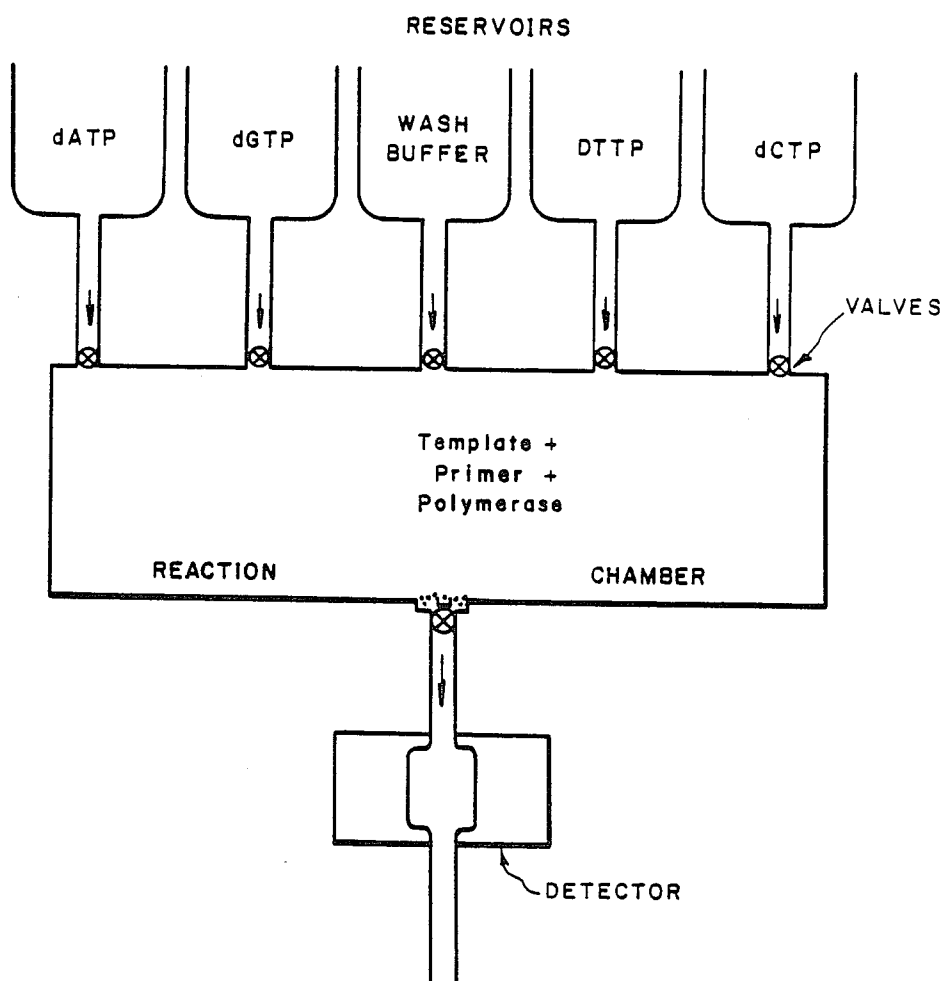 RESERVOIRS
dATP
dGTP
WASH
BUFFER
DTTP
dCTP
VALVES
Template +
Primer +
Polymerase
REACTION CHAMBER
DETECTOR